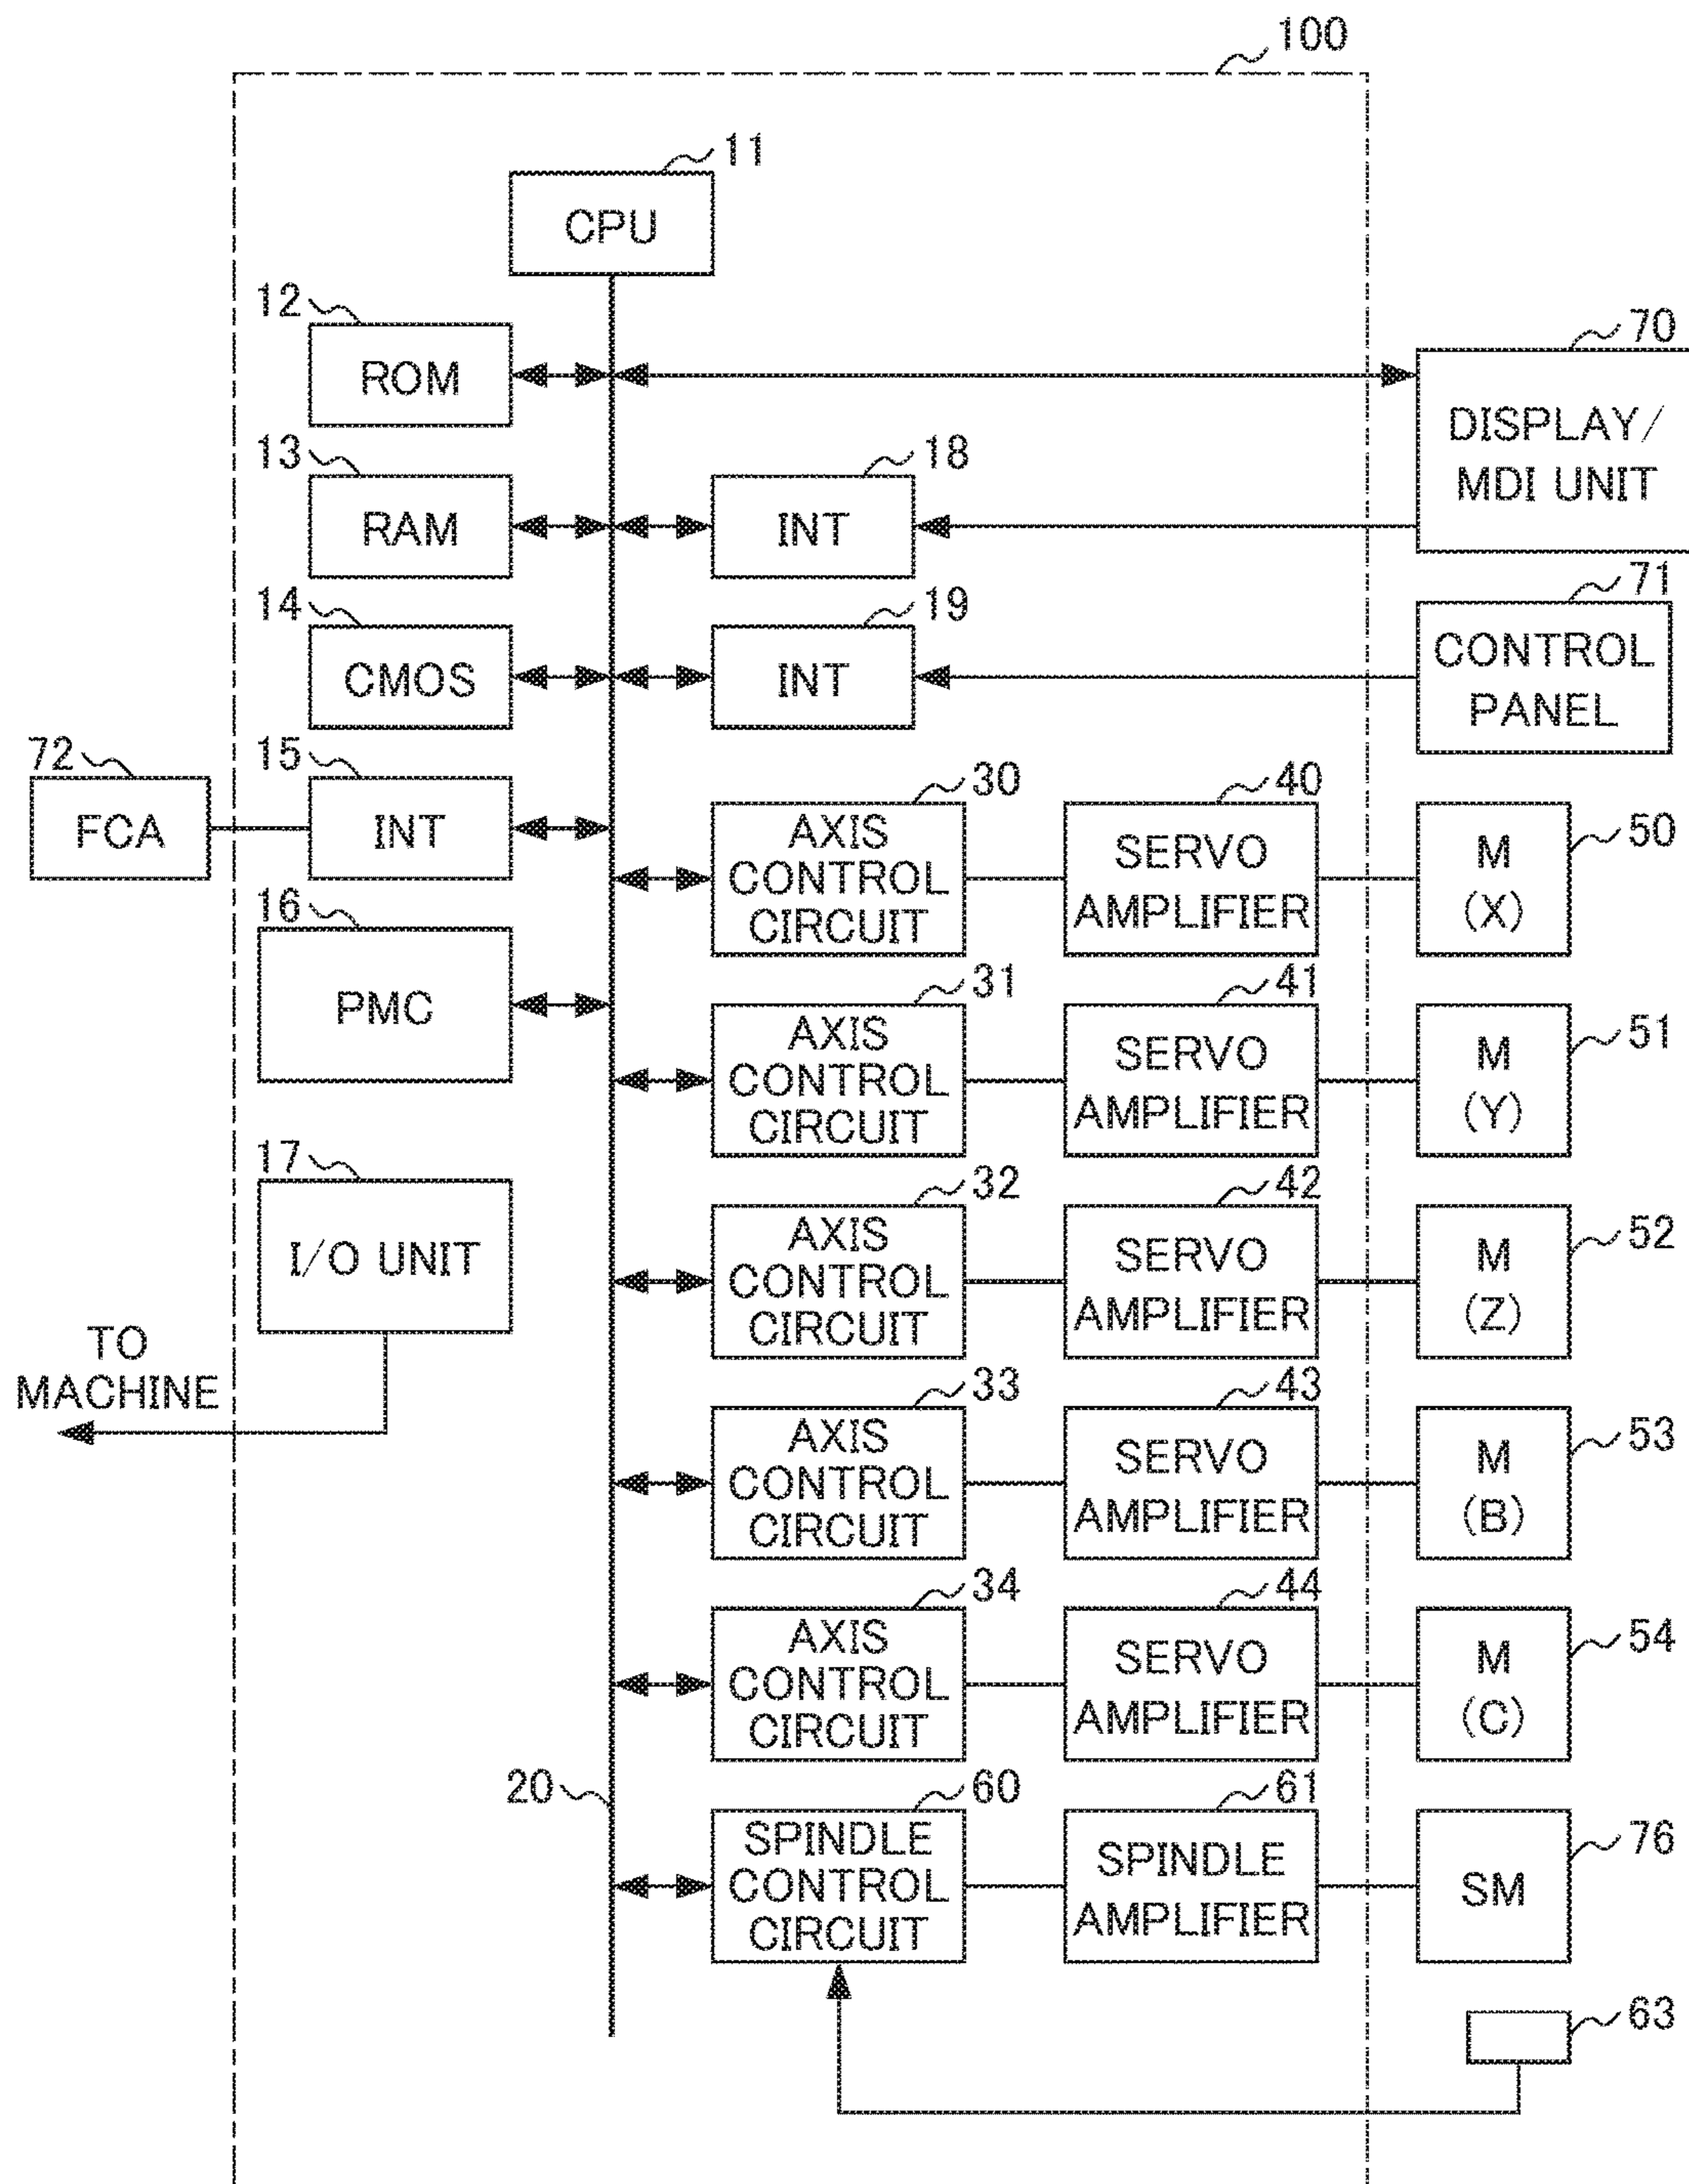 100
11
CPU
12
ROM
70
DISPLAY/
MDI UNIT
13
RAM
18
INT
14
CMOS
19
INT
71
CONTROL
PANEL
72
FCA
15
INT
30
AXIS
CONTROL
CIRCUIT
40
SERVO
AMPLIFIER
50
M
(X)
16
PMC
31
AXIS
CONTROL
CIRCUIT
41
SERVO
AMPLIFIER
51
M
(Y)
17
I/O UNIT
TO
MACHINE
32
AXIS
CONTROL
CIRCUIT
42
SERVO
AMPLIFIER
52
M
(Z)
33
AXIS
CONTROL
CIRCUIT
43
SERVO
AMPLIFIER
53
M
(B)
34
AXIS
CONTROL
CIRCUIT
44
SERVO
AMPLIFIER
54
M
(C)
20
60
SPINDLE
CONTROL
CIRCUIT
61
SPINDLE
AMPLIFIER
76
SM
63